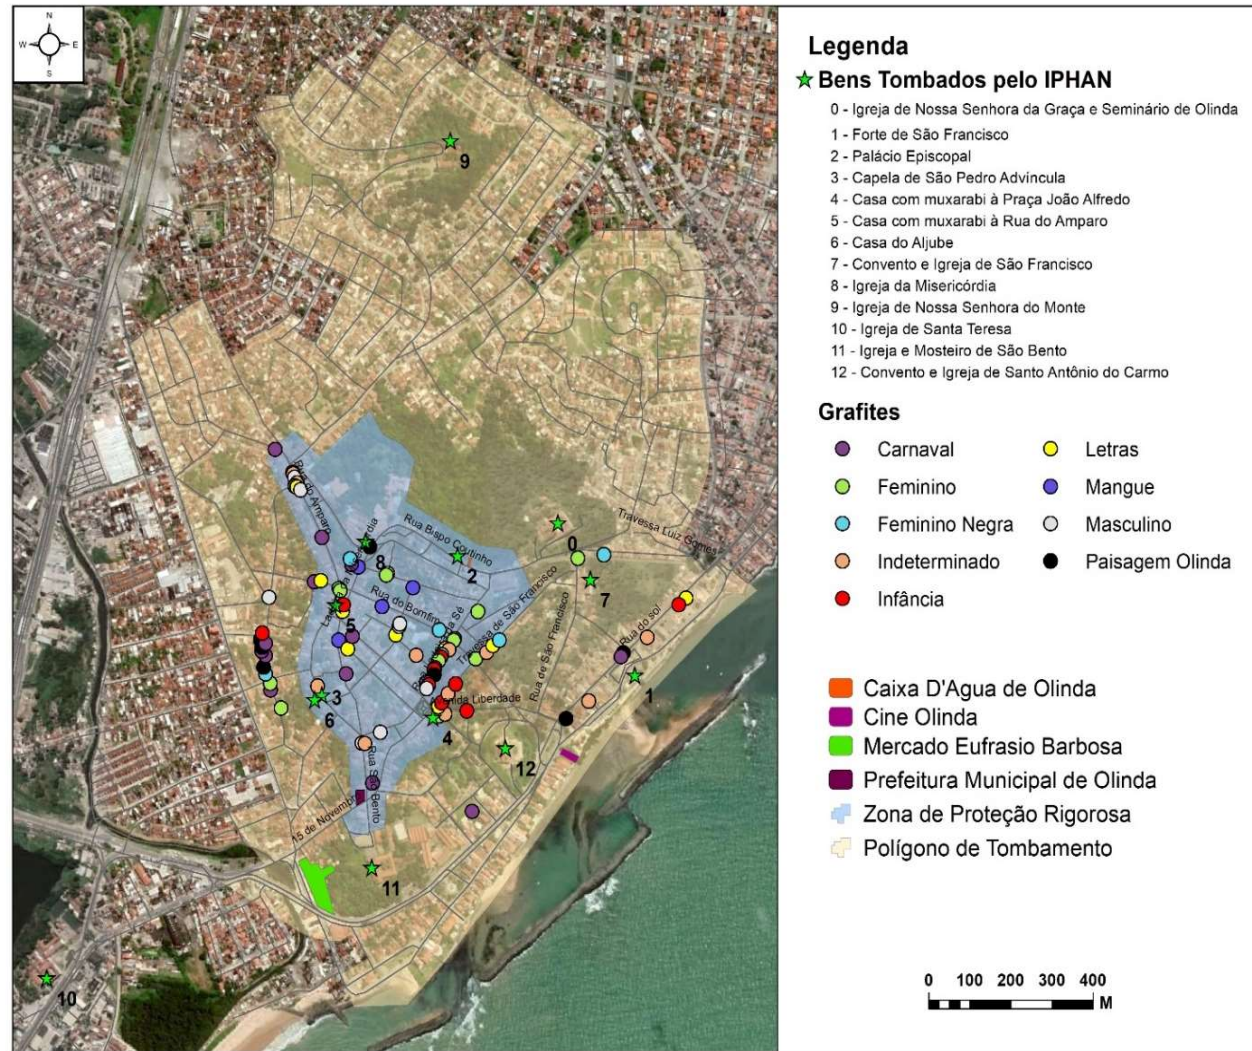 N
W E
S
9
Rua do Amparo
Rua Bispo Coutinho
8
2
0
Travessa Luiz Gomes
7
Rua do Bomfim
Travessa de São Francisco
Rua de São Francisco
Rua do sol
5
3
6
1
Avenida Liberdade
4
12
Rua São Bento
15 de Novembro
11
10
Legenda
Bens Tombados pelo IPHAN
0 - Igreja de Nossa Senhora da Graça e Seminário de Olinda
1 - Forte de São Francisco
2 - Palácio Episcopal
3 - Capela de São Pedro Advíncula
4 - Casa com muxarabi à Praça João Alfredo
5 - Casa com muxarabi à Rua do Amparo
6 - Casa do Aljube
7 - Convento e Igreja de São Francisco
8 - Igreja da Misericórdia
9 - Igreja de Nossa Senhora do Monte
10 - Igreja de Santa Teresa
11 - Igreja e Mosteiro de São Bento
12 - Convento e Igreja de Santo Antônio do Carmo
Grafites
Carnaval
Feminino
Feminino Negra
Indeterminado
Infância
Letras
Mangue
Masculino
Paisagem Olinda
Caixa D'Agua de Olinda
Cine Olinda
Mercado Eufrasio Barbosa
Prefeitura Municipal de Olinda
Zona de Proteção Rigorosa
Polígono de Tombamento
0 100 200 300 400
M